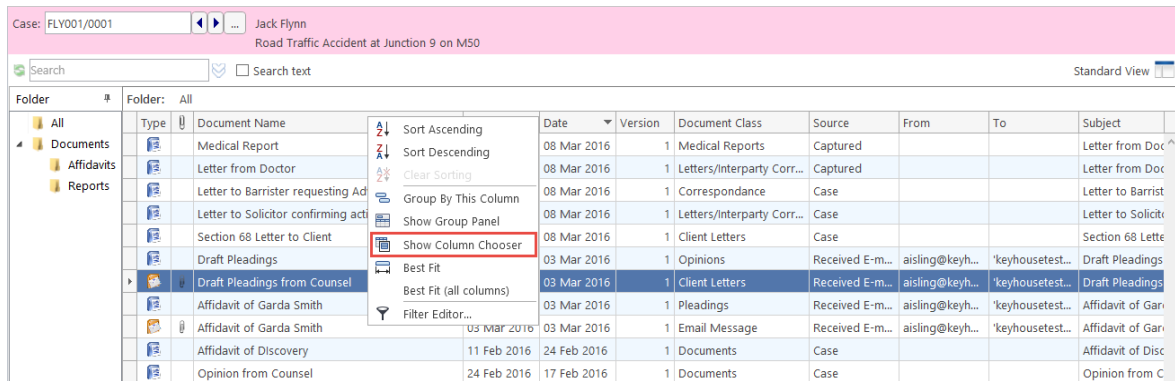 Case: FLY001/0001 ... Jack Flynn
Road Traffic Accident at Junction 9 on M50
Search Search text Standard View
Folder Folder: All
All
Documents
Affidavits
Reports
Type Document Name Date Version Document Class Source From To Subject
Medical Report 08 Mar 2016 1 Medical Reports Captured Letter from Doc
Letter from Doctor 08 Mar 2016 1 Letters/Interparty Corr... Captured Letter from Doc
Letter to Barrister requesting Ad 08 Mar 2016 1 Correspondance Case Letter to Barrist
Letter to Solicitor confirming acti 08 Mar 2016 1 Letters/Interparty Corr... Case Letter to Solicit
Section 68 Letter to Client 08 Mar 2016 1 Client Letters Case Section 68 Lette
Draft Pleadings 03 Mar 2016 1 Opinions Received E-m... aisling@keyh... 'keyhousetest... Draft Pleadings
Draft Pleadings from Counsel 03 Mar 2016 1 Client Letters Received E-m... aisling@keyh... 'keyhousetest... Draft Pleadings
Affidavit of Garda Smith 03 Mar 2016 1 Pleadings Received E-m... aisling@keyh... 'keyhousetest... Affidavit of Gar
Affidavit of Garda Smith 03 Mar 2016 03 Mar 2016 1 Email Message Received E-m... aisling@keyh... 'keyhousetest... Affidavit of Gar
Affidavit of DIscovery 11 Feb 2016 24 Feb 2016 1 Documents Case Affidavit of Disc
Opinion from Counsel 24 Feb 2016 17 Feb 2016 1 Documents Case Opinion from C
Sort Ascending
Sort Descending
Clear Sorting
Group By This Column
Show Group Panel
Show Column Chooser
Best Fit
Best Fit (all columns)
Filter Editor...